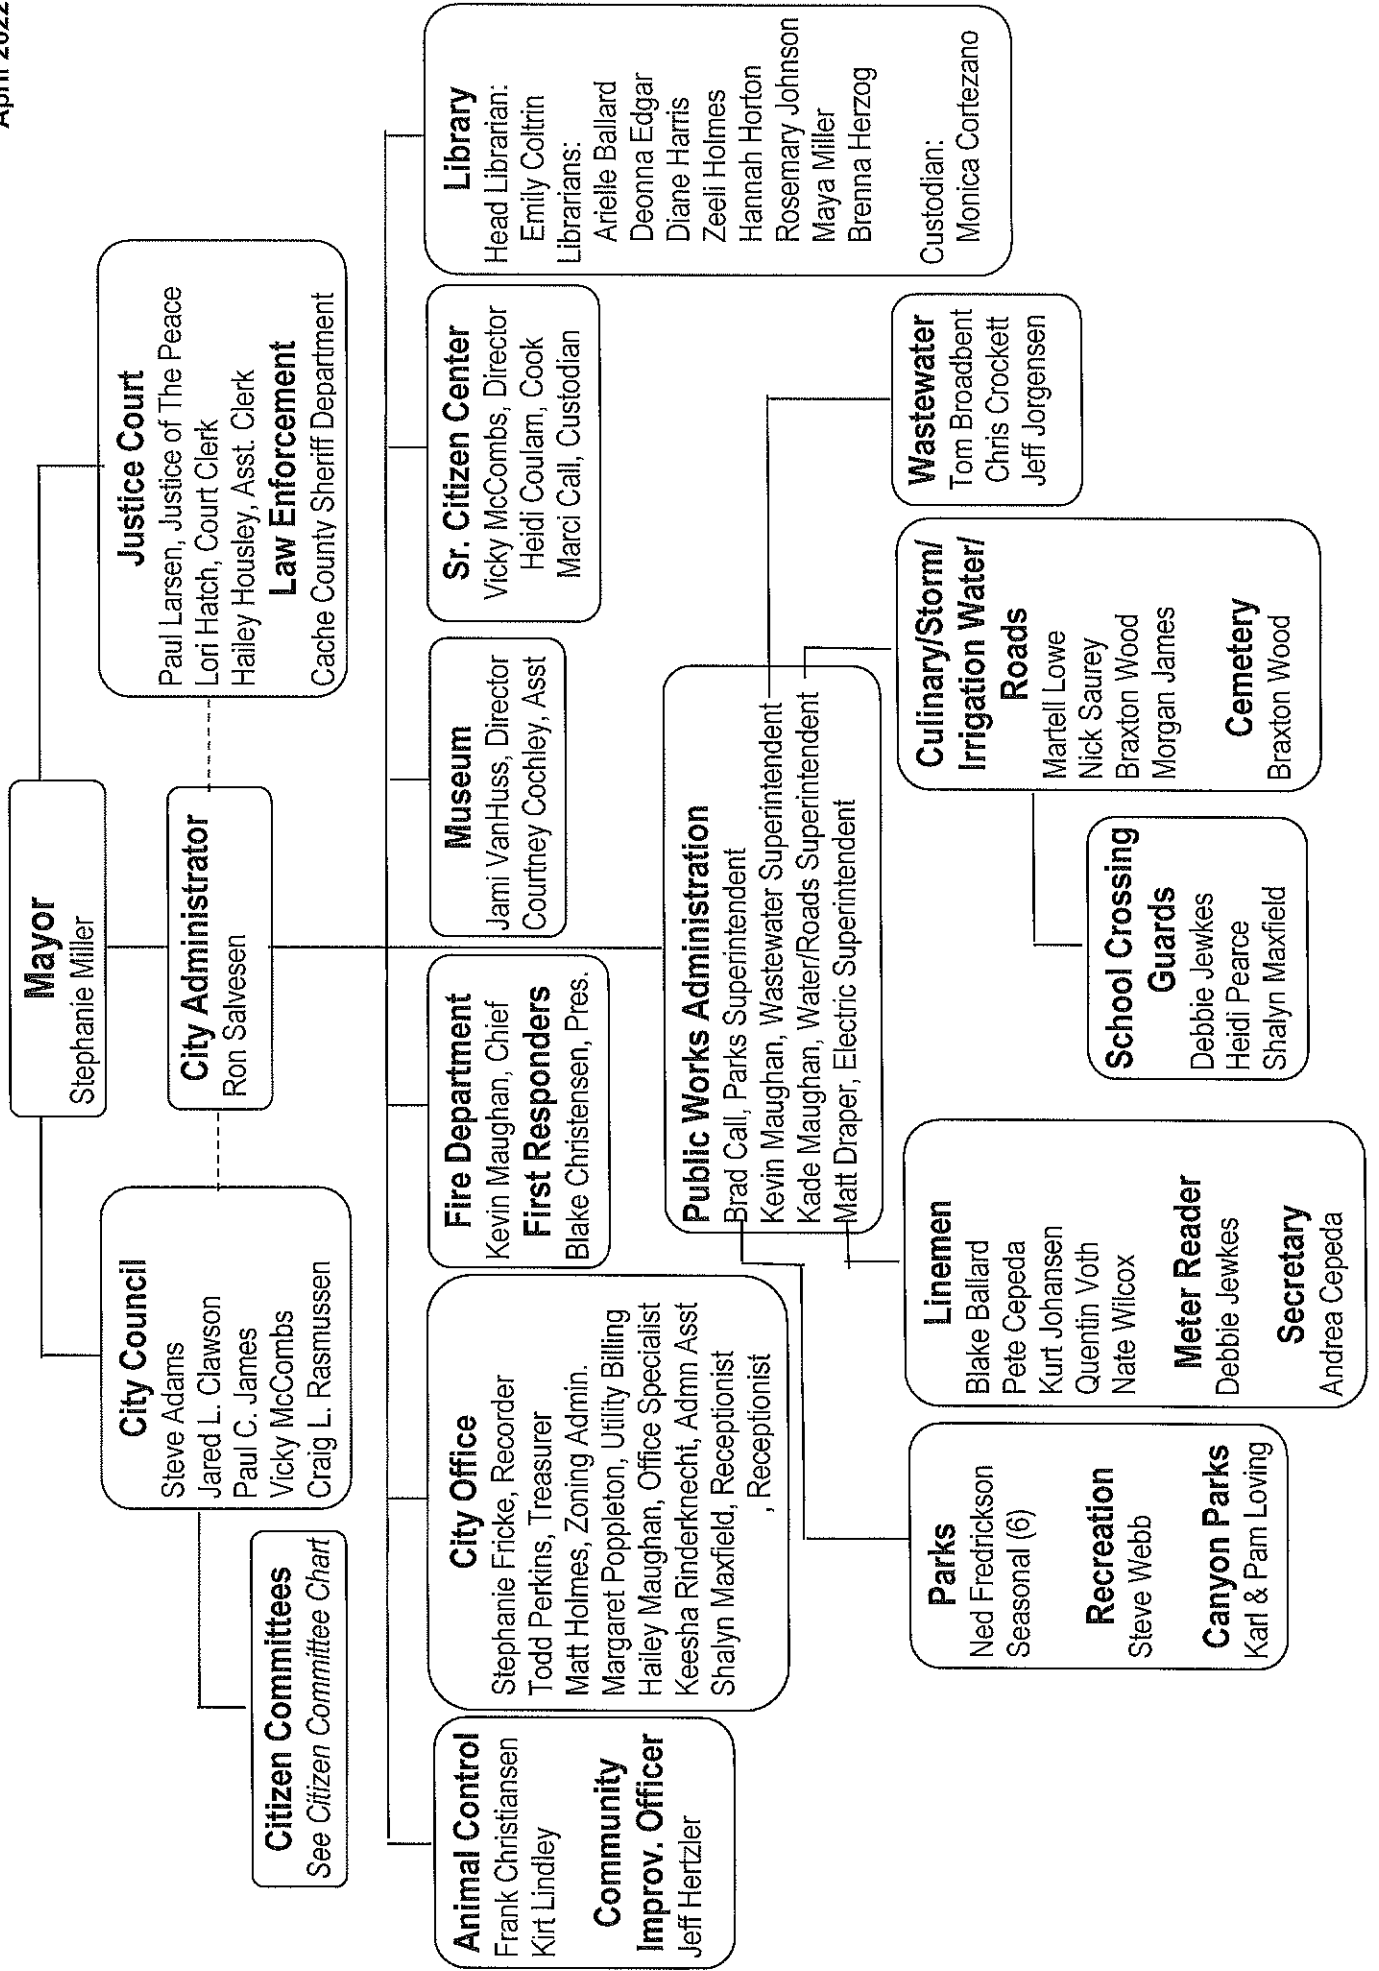 April 2022
Mayor
Stephanie Miller
City Administrator
Ron Salvesen
City Council
Steve Adams
Jared L. Clawson
Paul C. James
Vicky McCombs
Craig L. Rasmussen
Justice Court
Paul Larsen, Justice of The Peace
Lori Hatch, Court Clerk
Hailey Housley, Asst. Clerk
Law Enforcement
Cache County Sheriff Department
Citizen Committees
See Citizen Committee Chart
Animal Control
Frank Christiansen
Kirt Lindley
Community
Improv. Officer
Jeff Hertzler
City Office
Stephanie Fricke, Recorder
Todd Perkins, Treasurer
Matt Holmes, Zoning Admin.
Margaret Poppleton, Utility Billing
Hailey Maughan, Office Specialist
Keesha Rinderknecht, Admn Asst
Shalyn Maxfield, Receptionist
, Receptionist
Fire Department
Kevin Maughan, Chief
First Responders
Blake Christensen, Pres.
Museum
Jami VanHuss, Director
Courtney Cochley, Asst
Sr. Citizen Center
Vicky McCombs, Director
Heidi Coulam, Cook
Marci Call, Custodian
Library
Head Librarian:
Emily Coltrin
Librarians:
Arielle Ballard
Deonna Edgar
Diane Harris
Zeeli Holmes
Hannah Horton
Rosemary Johnson
Maya Miller
Brenna Herzog
Custodian:
Monica Cortezano
Public Works Administration
Brad Call, Parks Superintendent
Kevin Maughan, Wastewater Superintendent
Kade Maughan, Water/Roads Superintendent
Matt Draper, Electric Superintendent
Parks
Ned Fredrickson
Seasonal (6)
Recreation
Steve Webb
Canyon Parks
Karl & Pam Loving
Linemen
Blake Ballard
Pete Cepeda
Kurt Johansen
Quentin Voth
Nate Wilcox
Meter Reader
Debbie Jewkes
Secretary
Andrea Cepeda
School Crossing
Guards
Debbie Jewkes
Heidi Pearce
Shalyn Maxfield
Culinary/Storm/
Irrigation Water/
Roads
Martell Lowe
Nick Saurey
Braxton Wood
Morgan James
Cemetery
Braxton Wood
Wastewater
Tom Broadbent
Chris Crockett
Jeff Jorgensen